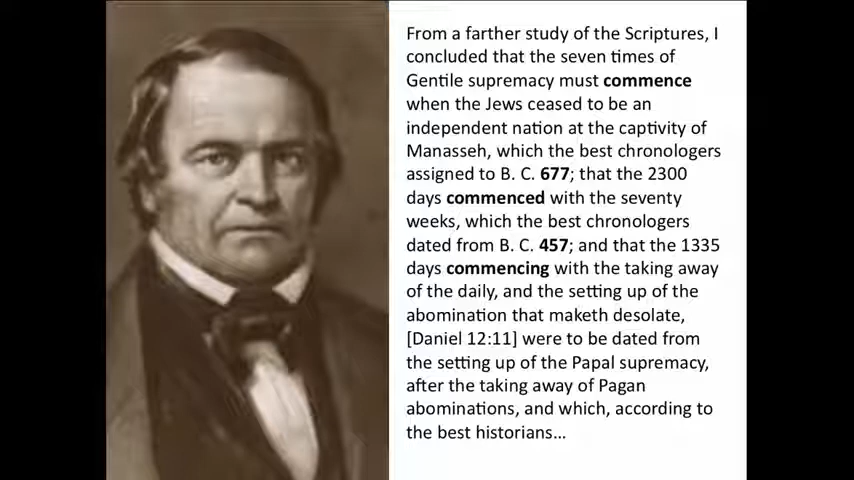 From a farther study of the Scriptures, I
concluded that the seven times of
Gentile supremacy must commence
when the Jews ceased to be an
independent nation at the captivity of
Manasseh, which the best chronologers
assigned to B. C. 677; that the 2300
days commenced with the seventy
weeks, which the best chronologers
dated from B. C. 457; and that the 1335
days commencing with the taking away
of the daily, and the setting up of the
abomination that maketh desolate,
[Daniel 12:11] were to be dated from
the setting up of the Papal supremacy,
after the taking away of Pagan
abominations, and which, according to
the best historians…